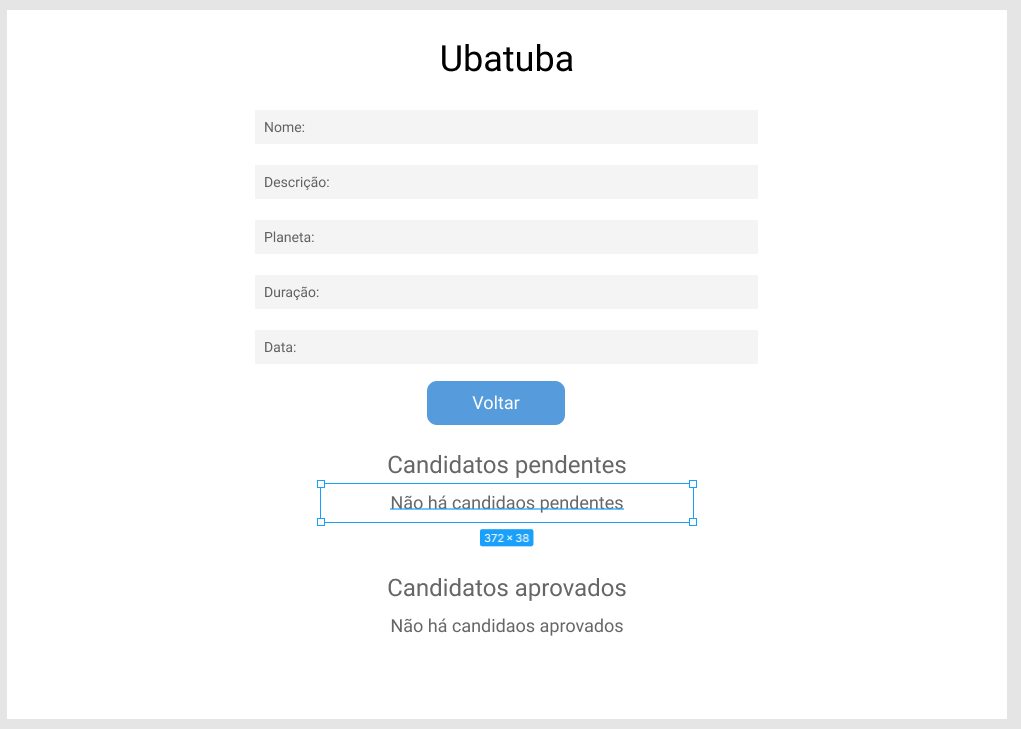 Ubatuba
Nome:
Descrição:
Planeta:
Duração:
Data:
Voltar
Candidatos pendentes
Não há candidaos pendentes
372 × 38
Candidatos aprovados
Não há candidaos aprovados